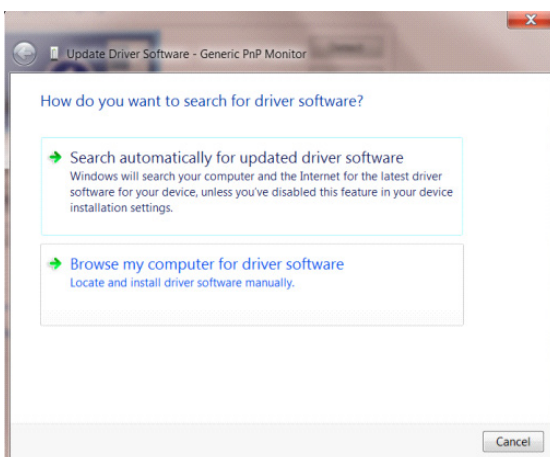 Update Driver Software - Generic PnP Monitor
How do you want to search for driver software?
Search automatically for updated driver software
Windows will search your computer and the Internet for the latest driver
software for your device, unless you've disabled this feature in your device
installation settings.
Browse my computer for driver software
Locate and install driver software manually.
Cancel